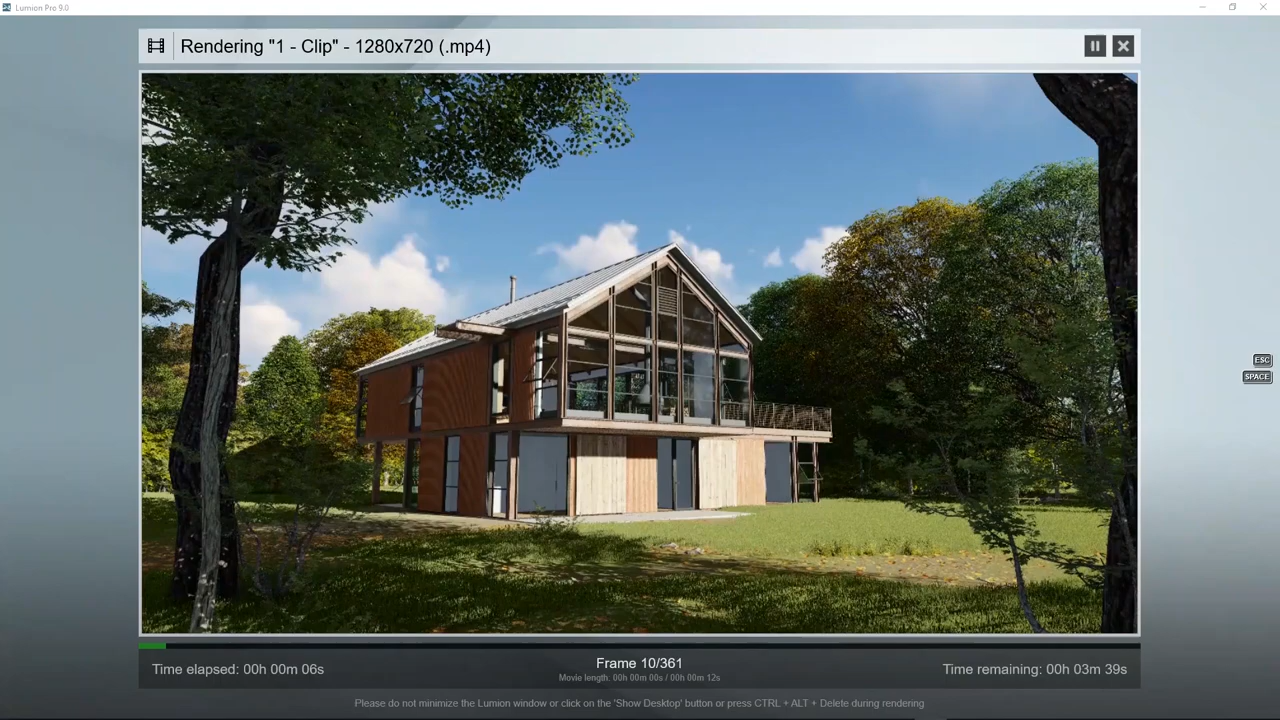 Lumion Pro 9.0
Rendering "1 - Clip" - 1280x720 (.mp4)
ESC
SPACE
Time elapsed: 00h 00m 06s
Frame 10/361
Time remaining: 00h 03m 39s
Movie length: 00h 00m 00s / 00h 00m 12s
Please do not minimize the Lumion window or click on the 'Show Desktop' button or press CTRL + ALT + Delete during rendering